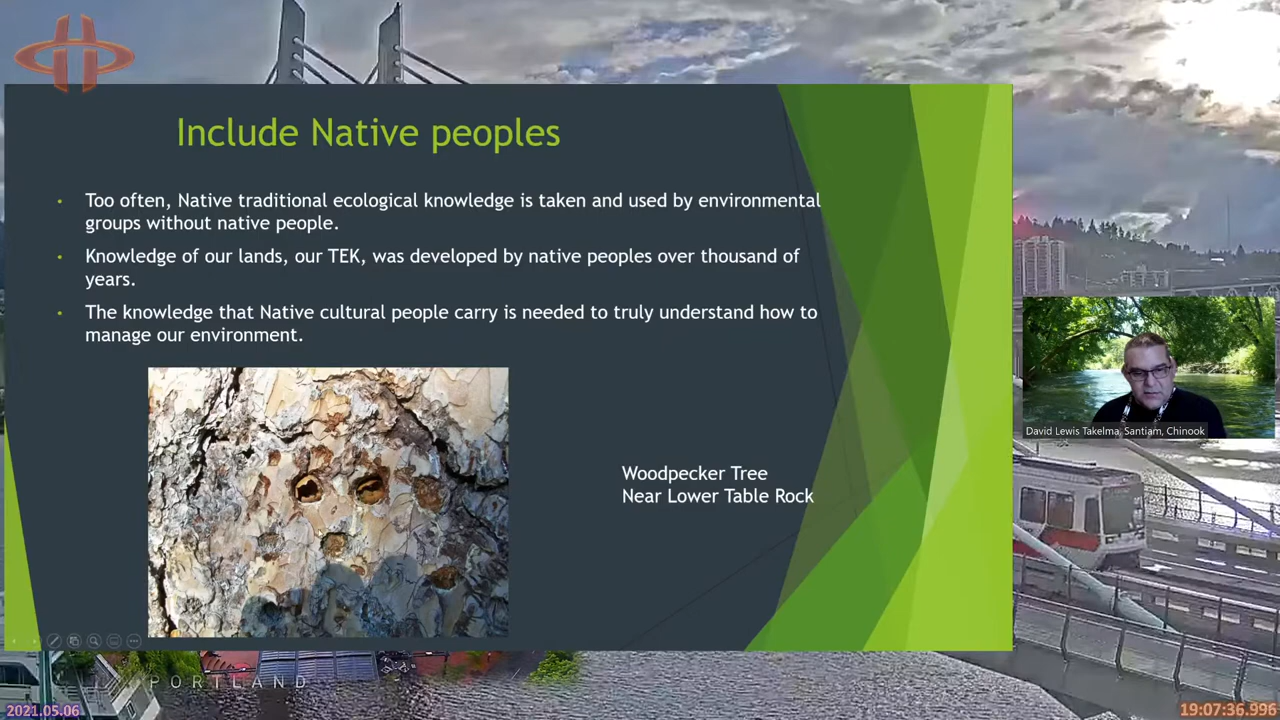 Include Native peoples
• Too often, Native traditional ecological knowledge is taken and used by environmental
groups without native people.
• Knowledge of our lands, our TEK, was developed by native peoples over thousand of
years.
• The knowledge that Native cultural people carry is needed to truly understand how to
manage our environment.
David Lewis Takelma, Santiam, Chinook
Woodpecker Tree
Near Lower Table Rock
PORTLAND
2021.05.06
19:07:36.996